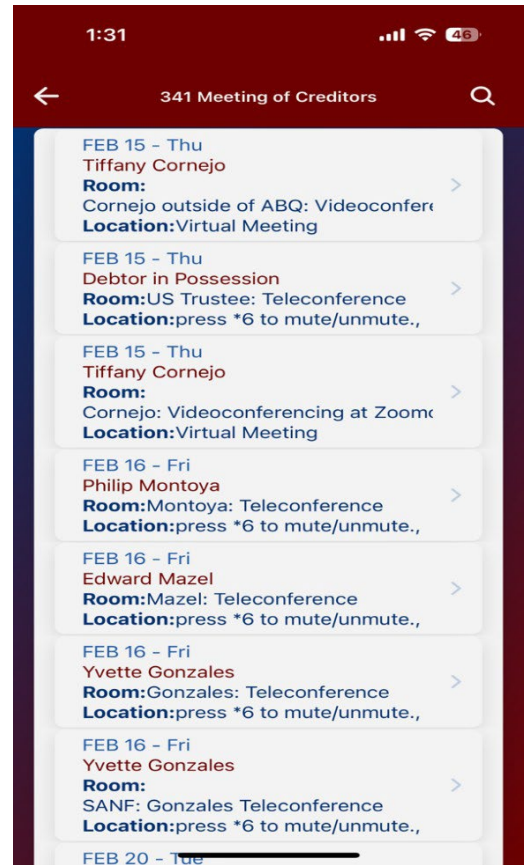 1:31
46
341 Meeting of Creditors
FEB 15 - Thu
Tiffany Cornejo
Room:
Cornejo outside of ABQ: Videoconfere
Location:Virtual Meeting
FEB 15 - Thu
Debtor in Possession
Room:US Trustee: Teleconference
Location:press *6 to mute/unmute.,
FEB 15 - Thu
Tiffany Cornejo
Room:
Cornejo: Videoconferencing at Zoomc
Location:Virtual Meeting
FEB 16 - Fri
Philip Montoya
Room:Montoya: Teleconference
Location:press *6 to mute/unmute.,
FEB 16 - Fri
Edward Mazel
Room:Mazel: Teleconference
Location:press *6 to mute/unmute.,
FEB 16 - Fri
Yvette Gonzales
Room:Gonzales: Teleconference
Location:press *6 to mute/unmute.,
FEB 16 - Fri
Yvette Gonzales
Room:
SANF: Gonzales Teleconference
Location:press *6 to mute/unmute.,
FEB 20 - Tue